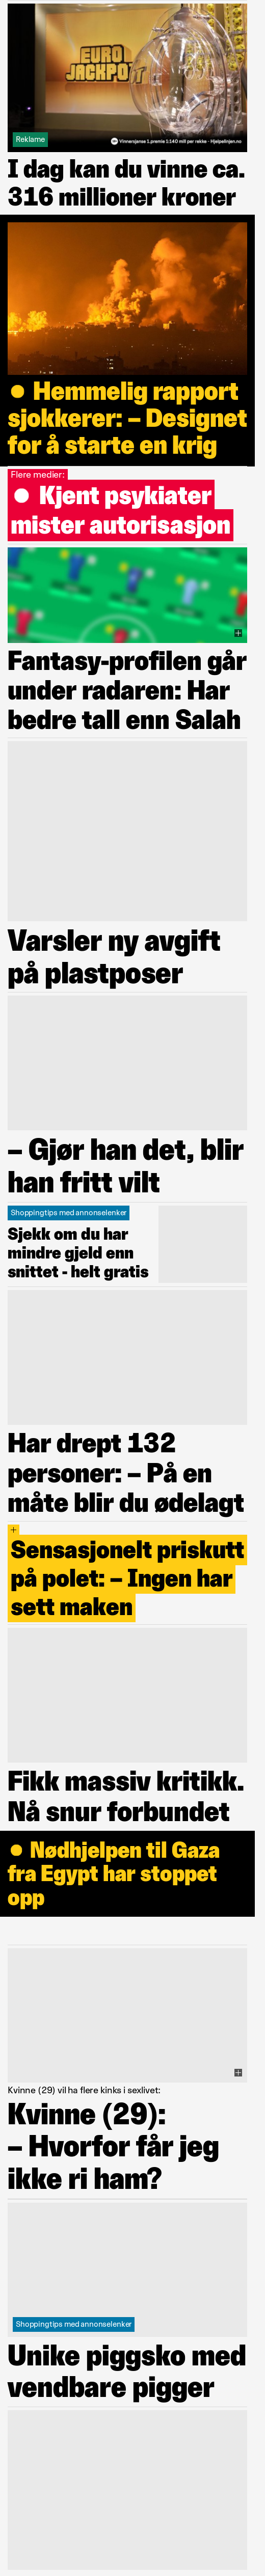 EURO
JACKPOT
Reklame
Vinnersjanse 1.premie 1:140 mill per rekke - Hjelpelinjen.no
I dag kan du vinne ca.
316 millioner kroner
Hemmelig rapport
sjokkerer: – Designet
for å starte en krig
Flere medier:
Kjent psykiater
mister autorisasjon
Fantasy-profilen går
under radaren: Har
bedre tall enn Salah
Varsler ny avgift
på plastposer
– Gjør han det, blir
han fritt vilt
Shoppingtips med annonselenker
Sjekk om du har
mindre gjeld enn
snittet - helt gratis
Har drept 132
personer: – På en
måte blir du ødelagt
Sensasjonelt priskutt
på polet: – Ingen har
sett maken
Fikk massiv kritikk.
Nå snur forbundet
Nødhjelpen til Gaza
fra Egypt har stoppet
opp
Kvinne (29) vil ha flere kinks i sexlivet:
Kvinne (29):
– Hvorfor får jeg
ikke ri ham?
Shoppingtips med annonselenker
Unike piggsko med
vendbare pigger